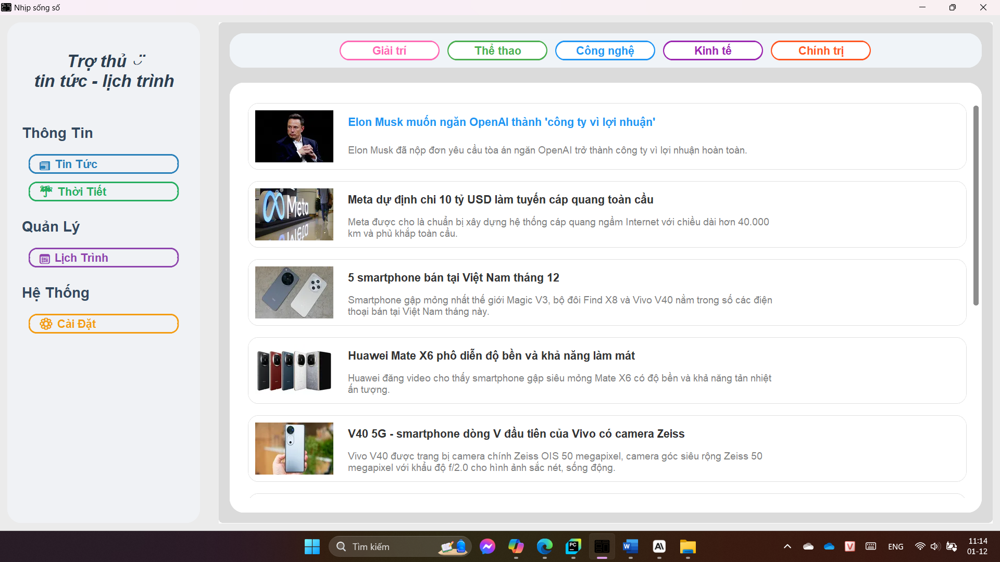 Nhịp sống số
Trợ thủ
tin tức - lịch trình
Thông Tin
Tin Tức
Thời Tiết
Quản Lý
Lịch Trình
Hệ Thống
Cài Đặt
Giải trí
Thể thao
Công nghệ
Kinh tế
Chính trị
Elon Musk muốn ngăn OpenAI thành 'công ty vì lợi nhuận'
Elon Musk đã nộp đơn yêu cầu tòa án ngăn OpenAI trở thành công ty vì lợi nhuận hoàn toàn.
Meta
Meta dự định chi 10 tỷ USD làm tuyến cáp quang toàn cầu
Meta được cho là chuẩn bị xây dựng hệ thống cáp quang ngầm Internet với chiều dài hơn 40.000
km và phủ khắp toàn cầu.
5 smartphone bán tại Việt Nam tháng 12
Smartphone gập mỏng nhất thế giới Magic V3, bộ đôi Find X8 và Vivo V40 nằm trong số các điện
thoại bán tại Việt Nam tháng này.
Huawei Mate X6 phô diễn độ bền và khả năng làm mát
Huawei đăng video cho thấy smartphone gập siêu mỏng Mate X6 có độ bền và khả năng tản nhiệt
ấn tượng.
V40 5G - smartphone dòng V đầu tiên của Vivo có camera Zeiss
Vivo V40 được trang bị camera chính Zeiss OIS 50 megapixel, camera góc siêu rộng Zeiss 50
megapixel với khẩu độ f/2.0 cho hình ảnh sắc nét, sống động.
Tìm kiếm
PC
W
AI
V
ENG
11:14
01-12